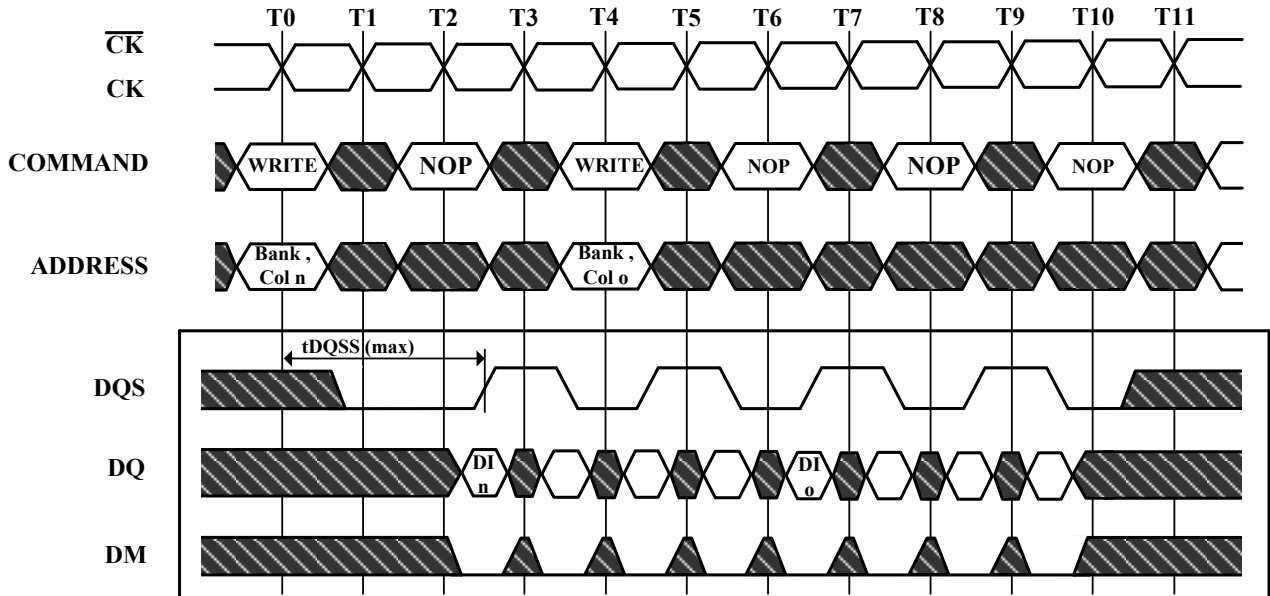 T0 T1 T2 T3 T4 T5 T6 T7 T8 T9 T10 T11
CK
CK
COMMAND WRITE NOP WRITE NOP NOP NOP
ADDRESS Bank , Bank ,
Col n Col o
tDQSS (max)
DQS
DQ DI DI
n o
DM